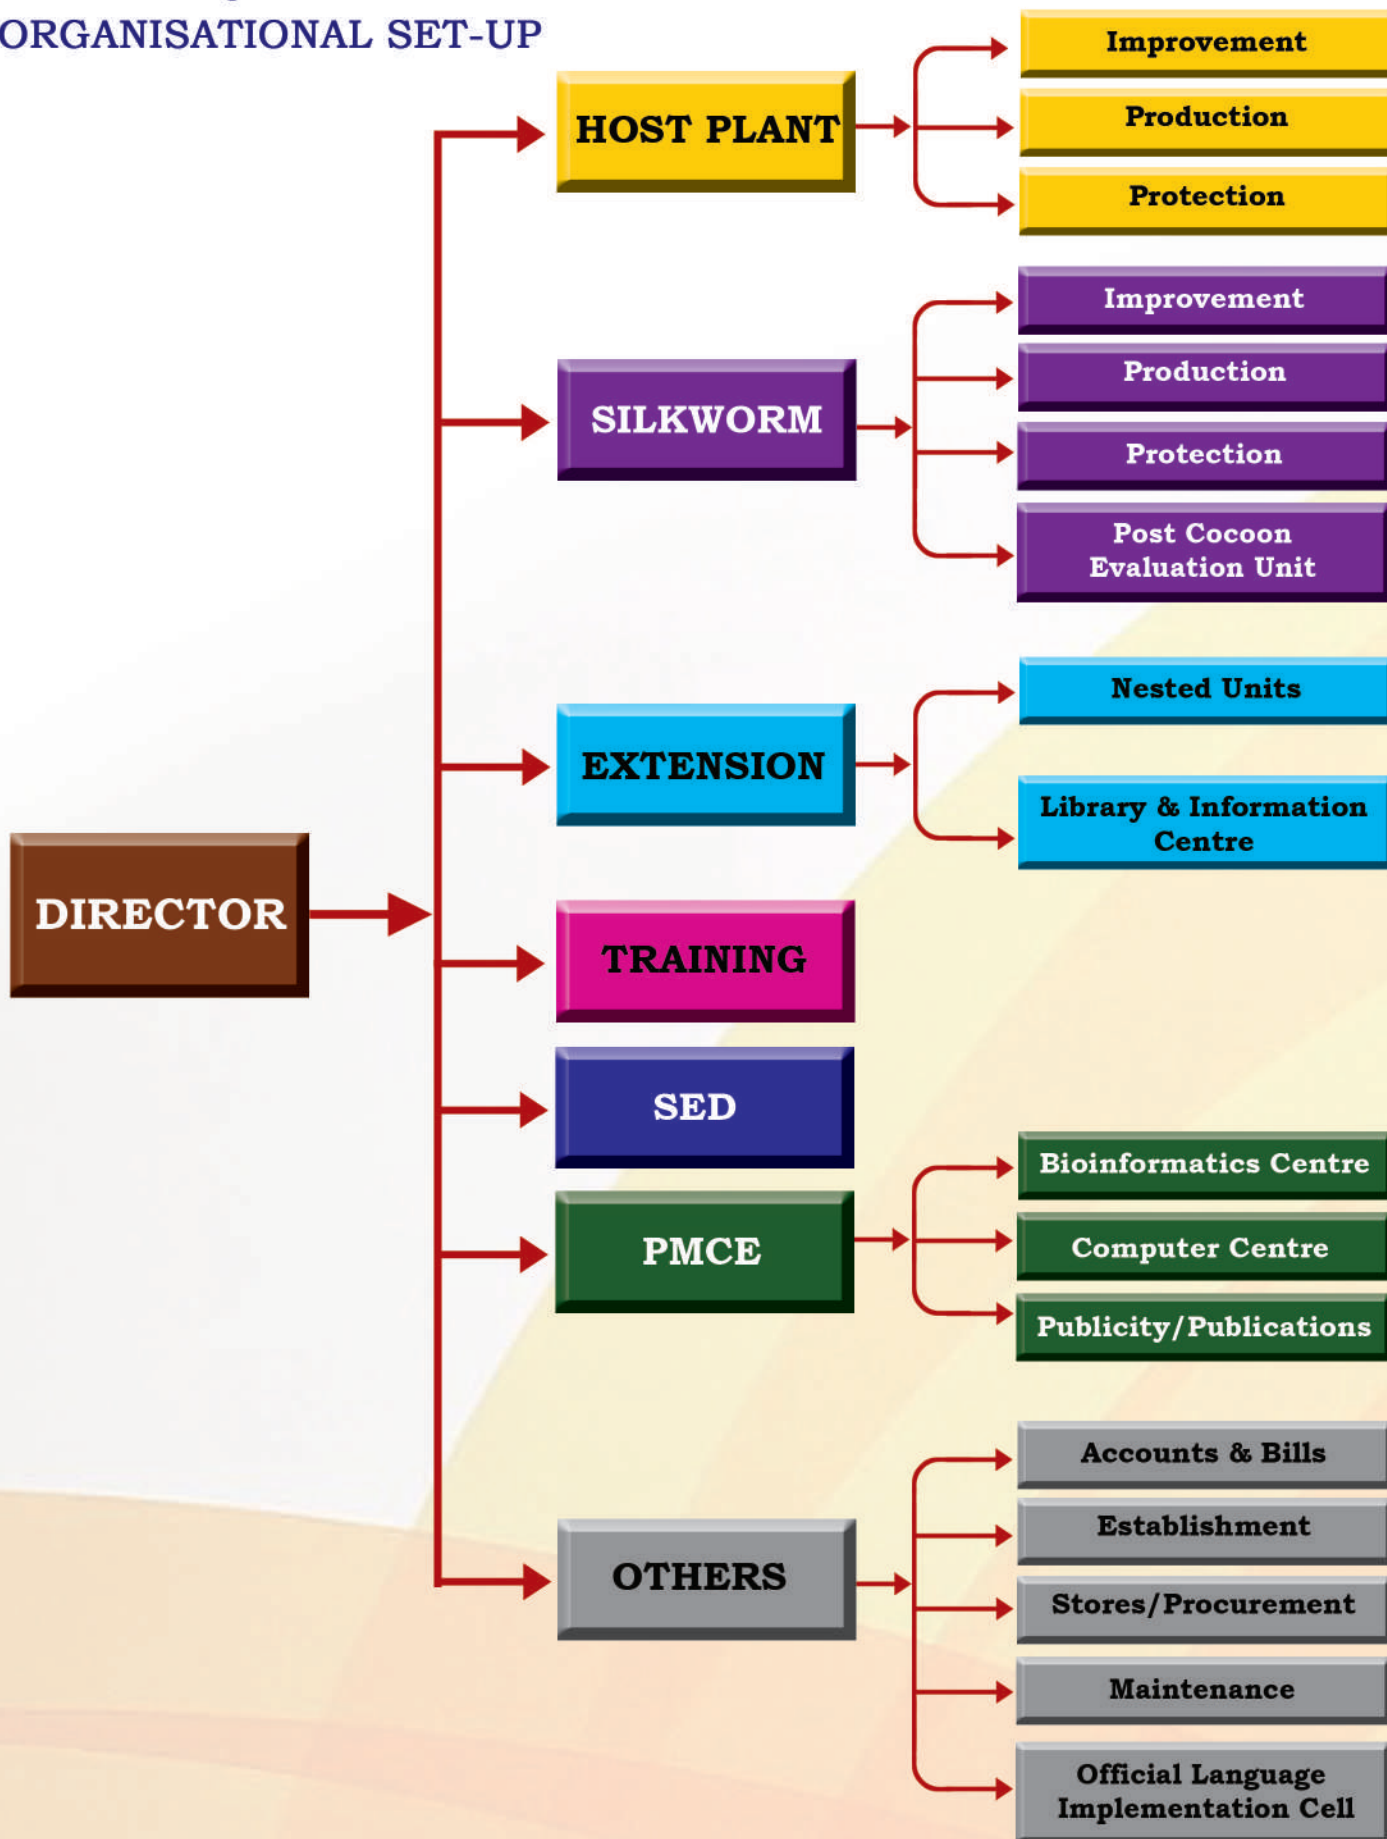 ORGANISATIONAL SET-UP
DIRECTOR
HOST PLANT
Improvement
Production
Protection
SILKWORM
Improvement
Production
Protection
Post Cocoon
Evaluation Unit
EXTENSION
Nested Units
Library & Information
Centre
TRAINING
SED
PMCE
Bioinformatics Centre
Computer Centre
Publicity/Publications
OTHERS
Accounts & Bills
Establishment
Stores/Procurement
Maintenance
Official Language
Implementation Cell